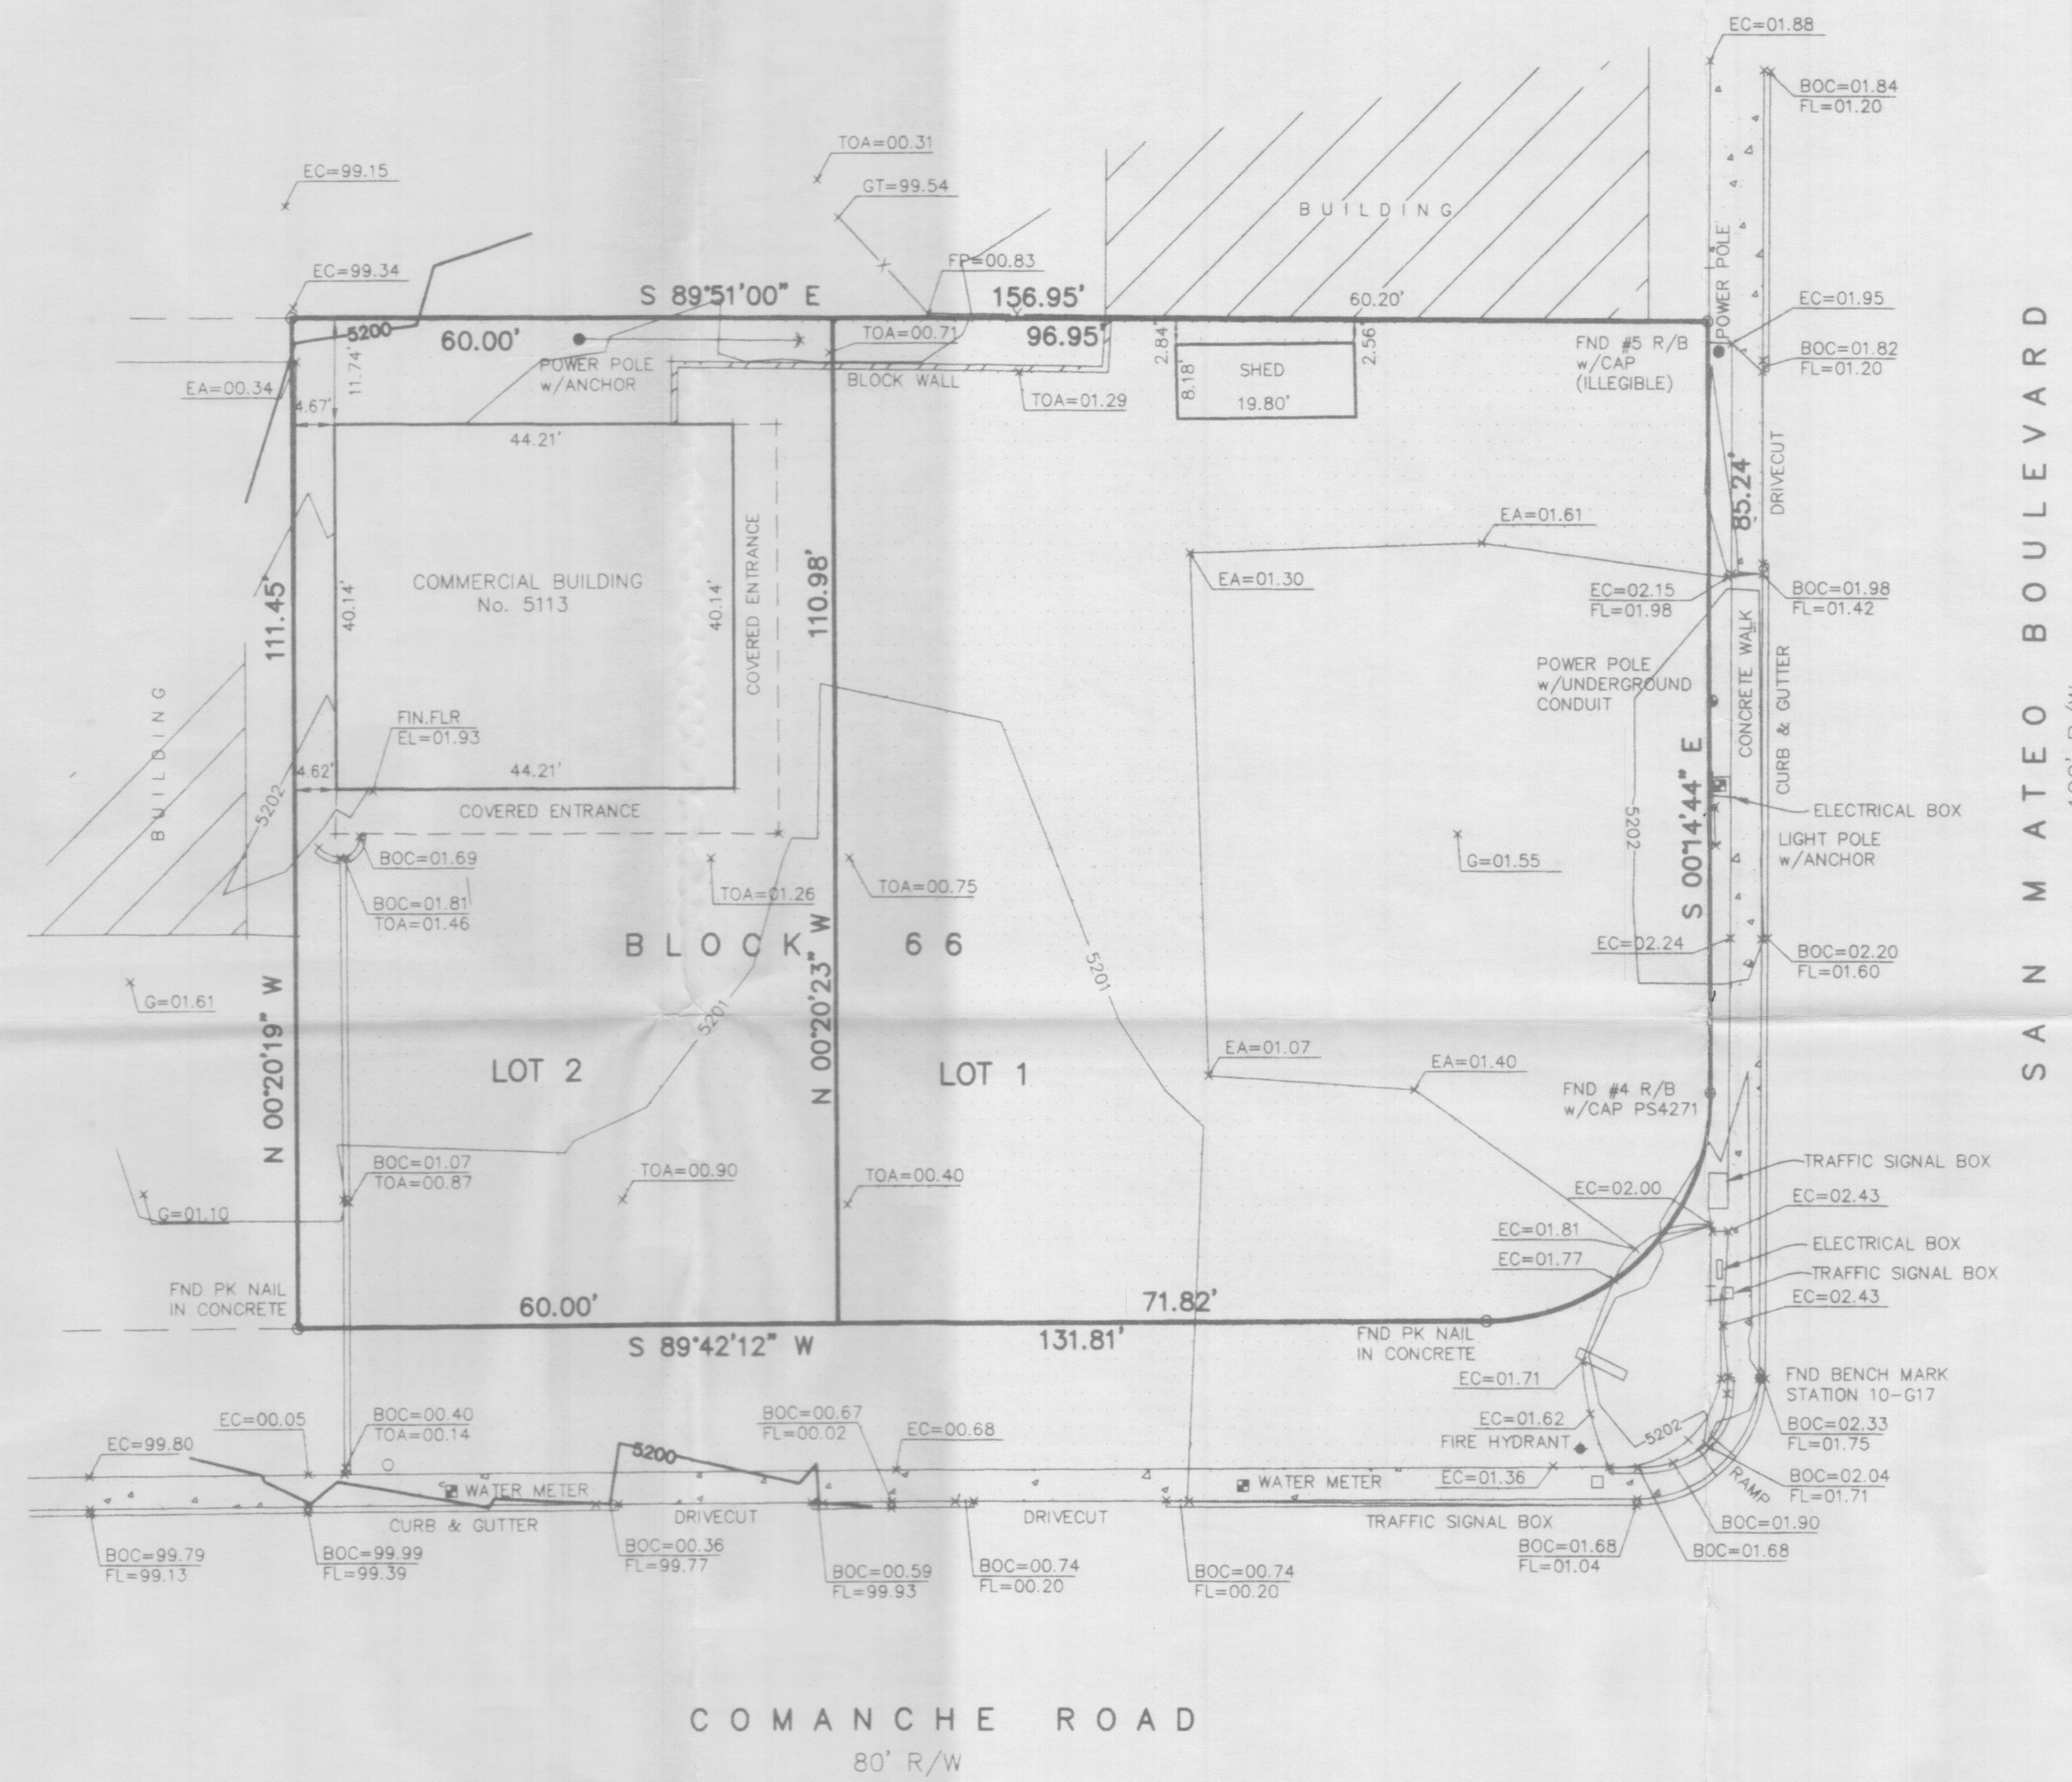 EC=01.88
BOC=01.84
FL=01.20
TOA=00.31
EC=99.15
GT=99.54
BUILDING
POWER POLE
EC=99.34
FP=00.83
S 89°51'00" E
156.95'
60.20'
EC=01.95
5200
60.00'
TOA=00.71
96.95'
2.84'
2.56'
FND #5 R/B
w/CAP
(ILLEGIBLE)
BOC=01.82
FL=01.20
11.74'
POWER POLE
w/ANCHOR
BLOCK WALL
SHED
8.18'
19.80'
EA=00.34
4.67'
TOA=01.29
44.21'
85.24'
DRIVECUT
EA=01.61
EA=01.30
COVERED ENTRANCE
110.98'
111.45'
40.14'
COMMERCIAL BUILDING
No. 5113
40.14'
EC=02.15
FL=01.98
BOC=01.98
FL=01.42
CONCRETE WALK
CURB & GUTTER
POWER POLE
w/UNDERGROUND
CONDUIT
BUILDING
FIN.FLR
EL=01.93
4.62'
44.21'
5202
COVERED ENTRANCE
5202
S 00°14'44" E
ELECTRICAL BOX
LIGHT POLE
w/ANCHOR
BOC=01.69
G=01.55
BOC=01.81
TOA=01.46
TOA=01.26
TOA=00.75
BLOCK 66
EC=02.24
BOC=02.20
FL=01.60
SAN MATEO BOULEVARD
G=01.61
5201
5201
N 00°20'19" W
N 00°20'23" W
LOT 2
LOT 1
EA=01.07
EA=01.40
FND #4 R/B
w/CAP PS4271
BOC=01.07
TOA=00.87
TOA=00.90
TOA=00.40
G=01.10
TRAFFIC SIGNAL BOX
EC=02.00
EC=02.43
EC=01.81
EC=01.77
ELECTRICAL BOX
TRAFFIC SIGNAL BOX
EC=02.43
FND PK NAIL
IN CONCRETE
60.00'
S 89°42'12" W
71.82'
131.81'
FND PK NAIL
IN CONCRETE
EC=01.71
FND BENCH MARK
STATION 10-G17
BOC=02.33
FL=01.75
EC=01.62
FIRE HYDRANT
5202
EC=00.05
BOC=00.40
TOA=00.14
BOC=00.67
FL=00.02
EC=00.68
EC=99.80
5200
WATER METER
WATER METER
EC=01.36
BOC=02.04
FL=01.71
RAMP
CURB & GUTTER
DRIVECUT
DRIVECUT
TRAFFIC SIGNAL BOX
BOC=01.90
BOC=99.79
FL=99.13
BOC=99.99
FL=99.39
BOC=00.36
FL=99.77
BOC=00.59
FL=99.93
BOC=00.74
FL=00.20
BOC=00.74
FL=00.20
BOC=01.68
FL=01.04
BOC=01.68
COMANCHE ROAD
80' R/W